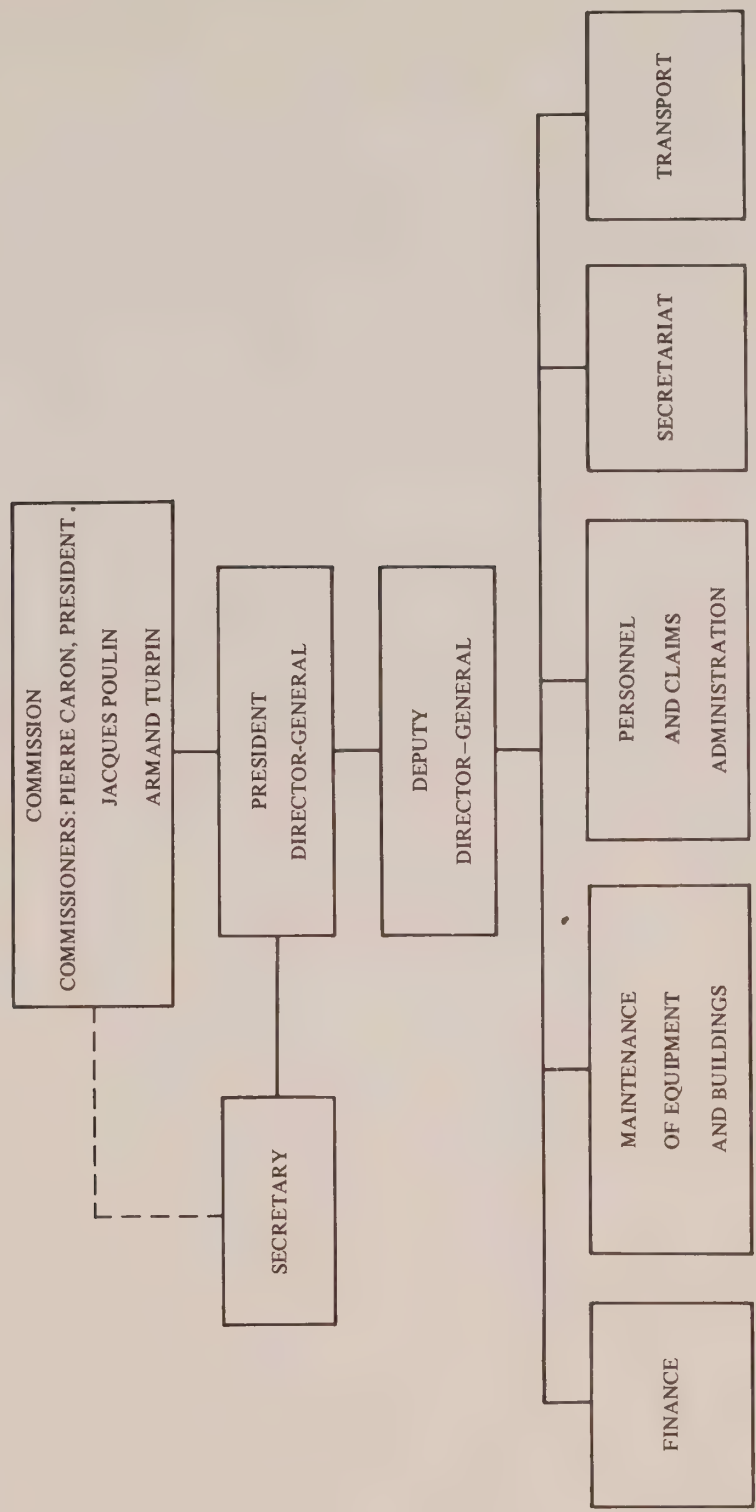 COMMISSION
COMMISSIONERS: PIERRE CARON, PRESIDENT.
JACQUES POULIN
ARMAND TURPIN
PRESIDENT
DIRECTOR-GENERAL
SECRETARY
DEPUTY
DIRECTOR–GENERAL
FINANCE
MAINTENANCE
OF EQUIPMENT
AND BUILDINGS
PERSONNEL
AND CLAIMS
ADMINISTRATION
SECRETARIAT
TRANSPORT